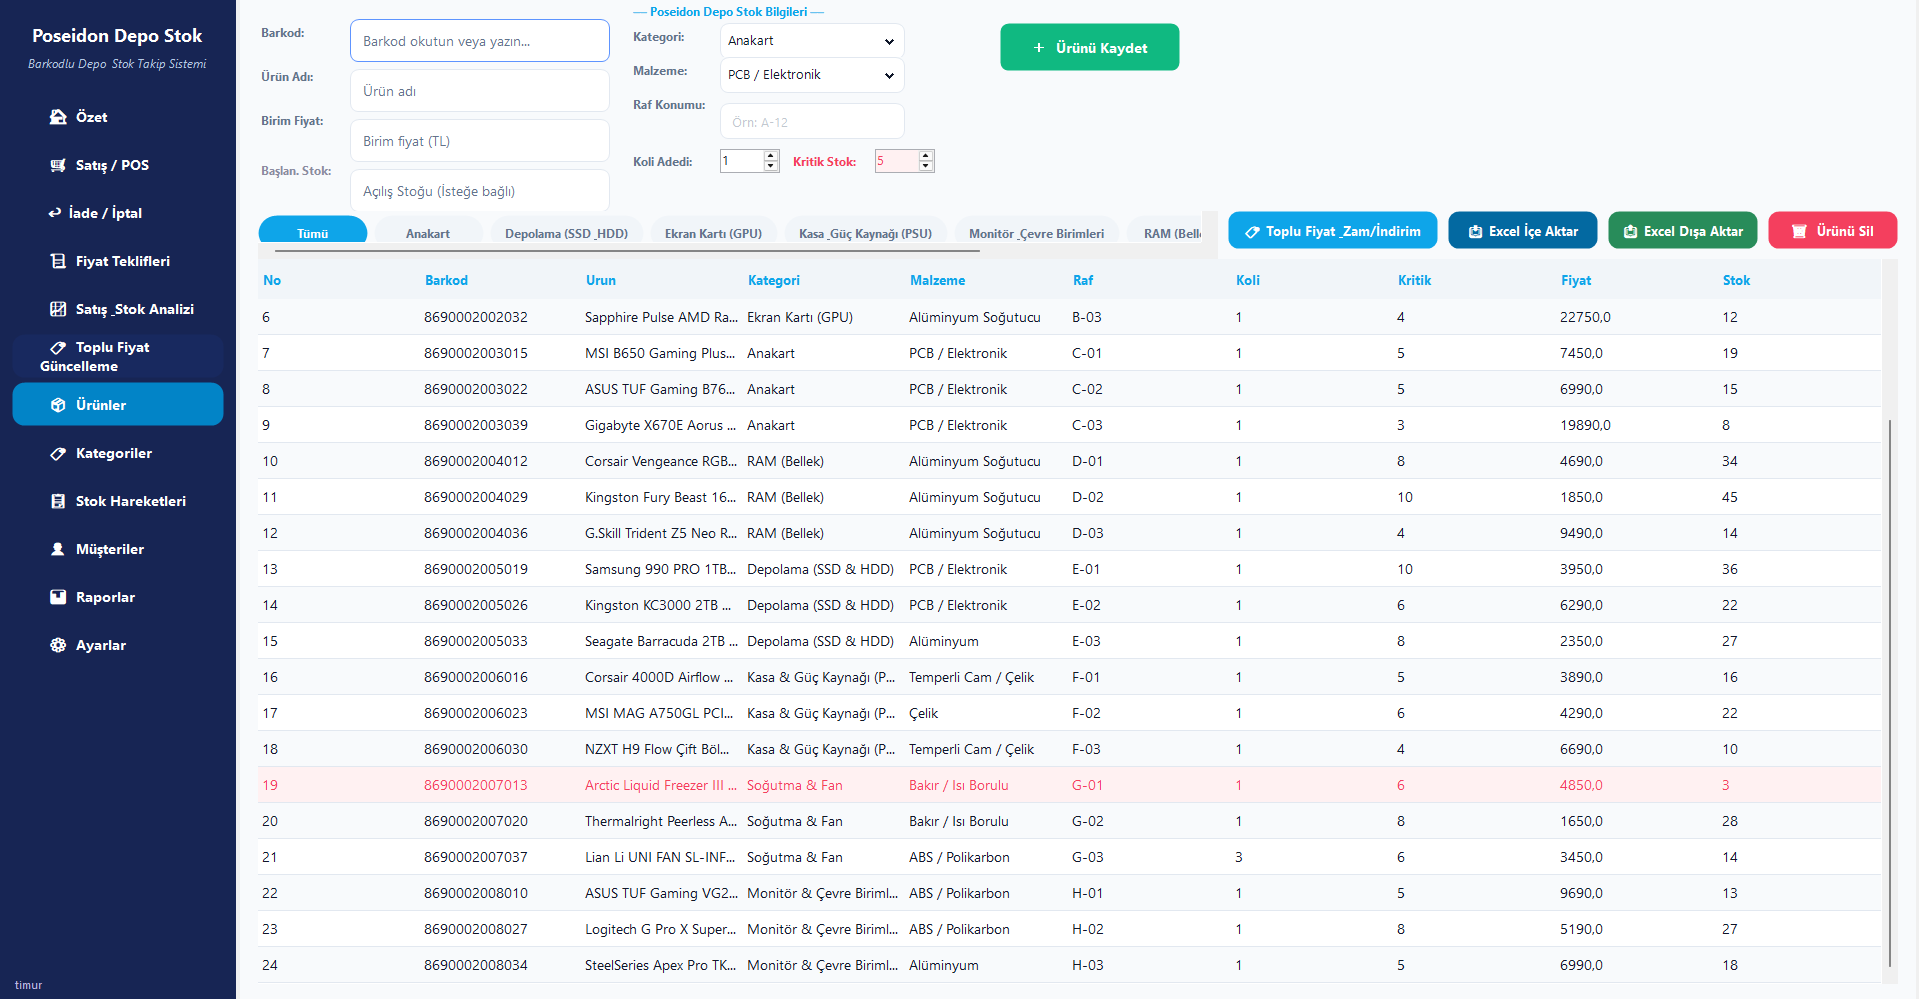 Poseidon Depo Stok
Barkodlu Depo Stok Takip Sistemi
Özet
Satış / POS
İade / İptal
Fiyat Teklifleri
Satış _Stok Analizi
Toplu Fiyat
Güncelleme
Ürünler
Kategoriler
Stok Hareketleri
Müşteriler
Raporlar
Ayarlar
timur
Barkod: Barkod okutun veya yazın...
Ürün Adı: Ürün adı
Birim Fiyat: Birim fiyat (TL)
Başlan. Stok: Açılış Stoğu (İsteğe bağlı)
— Poseidon Depo Stok Bilgileri —
Kategori: Anakart
Malzeme: PCB / Elektronik
Raf Konumu: Örn: A-12
Koli Adedi: 1 Kritik Stok: 5
+ Ürünü Kaydet
Tümü Anakart Depolama (SSD _HDD) Ekran Kartı (GPU) Kasa _Güç Kaynağı (PSU) Monitör _Çevre Birimleri RAM (Belle
Toplu Fiyat _Zam/İndirim Excel İçe Aktar Excel Dışa Aktar Ürünü Sil
No Barkod Urun Kategori Malzeme Raf Koli Kritik Fiyat Stok
6 8690002002032 Sapphire Pulse AMD Ra... Ekran Kartı (GPU) Alüminyum Soğutucu B-03 1 4 22750,0 12
7 8690002003015 MSI B650 Gaming Plus... Anakart PCB / Elektronik C-01 1 5 7450,0 19
8 8690002003022 ASUS TUF Gaming B76... Anakart PCB / Elektronik C-02 1 5 6990,0 15
9 8690002003039 Gigabyte X670E Aorus ... Anakart PCB / Elektronik C-03 1 3 19890,0 8
10 8690002004012 Corsair Vengeance RGB... RAM (Bellek) Alüminyum Soğutucu D-01 1 8 4690,0 34
11 8690002004029 Kingston Fury Beast 16... RAM (Bellek) Alüminyum Soğutucu D-02 1 10 1850,0 45
12 8690002004036 G.Skill Trident Z5 Neo R... RAM (Bellek) Alüminyum Soğutucu D-03 1 4 9490,0 14
13 8690002005019 Samsung 990 PRO 1TB... Depolama (SSD & HDD) PCB / Elektronik E-01 1 10 3950,0 36
14 8690002005026 Kingston KC3000 2TB ... Depolama (SSD & HDD) PCB / Elektronik E-02 1 6 6290,0 22
15 8690002005033 Seagate Barracuda 2TB ... Depolama (SSD & HDD) Alüminyum E-03 1 8 2350,0 27
16 8690002006016 Corsair 4000D Airflow ... Kasa & Güç Kaynağı (P... Temperli Cam / Çelik F-01 1 5 3890,0 16
17 8690002006023 MSI MAG A750GL PCI... Kasa & Güç Kaynağı (P... Çelik F-02 1 6 4290,0 22
18 8690002006030 NZXT H9 Flow Çift Böl... Kasa & Güç Kaynağı (P... Temperli Cam / Çelik F-03 1 4 6690,0 10
19 8690002007013 Arctic Liquid Freezer III ... Soğutma & Fan Bakır / Isı Borulu G-01 1 6 4850,0 3
20 8690002007020 Thermalright Peerless A... Soğutma & Fan Bakır / Isı Borulu G-02 1 8 1650,0 28
21 8690002007037 Lian Li UNI FAN SL-INF... Soğutma & Fan ABS / Polikarbon G-03 3 6 3450,0 14
22 8690002008010 ASUS TUF Gaming VG2... Monitör & Çevre Biriml... ABS / Polikarbon H-01 1 5 9690,0 13
23 8690002008027 Logitech G Pro X Super... Monitör & Çevre Biriml... ABS / Polikarbon H-02 1 8 5190,0 27
24 8690002008034 SteelSeries Apex Pro TK... Monitör & Çevre Biriml... Alüminyum H-03 1 5 6990,0 18